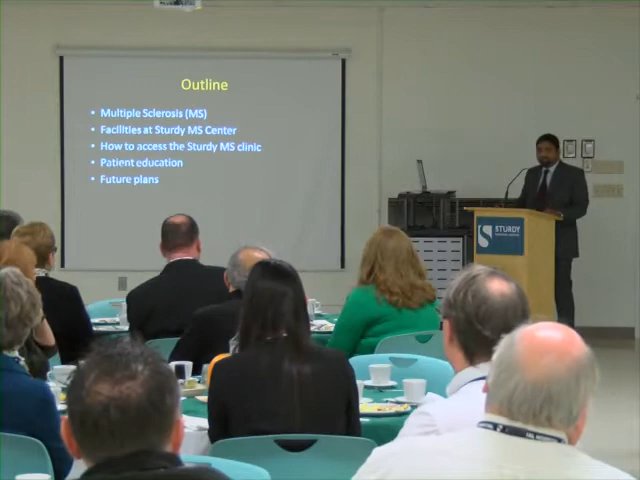 Outline
• Multiple Sclerosis (MS)
• Facilities at Sturdy MS Center
• How to access the Sturdy MS clinic
• Patient education
• Future plans
STURDY